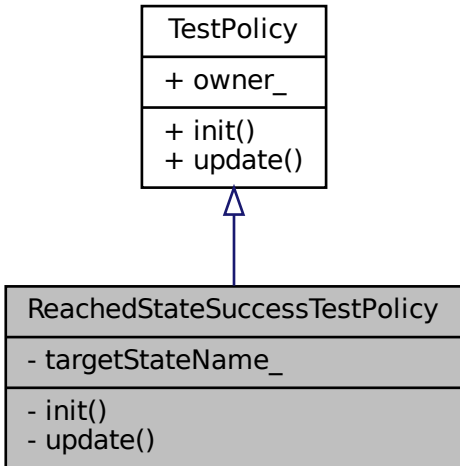 TestPolicy
+ owner_
+ init()
+ update()
ReachedStateSuccessTestPolicy
- targetStateName_
- init()
- update()